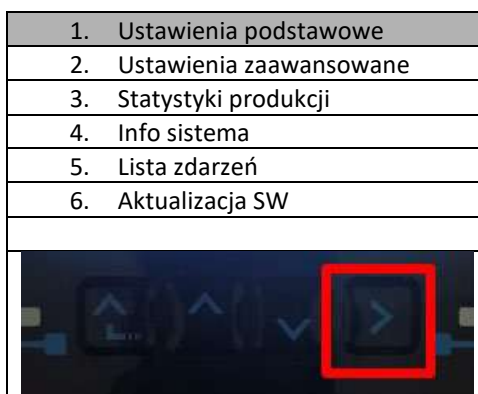 1. Ustawienia podstawowe
2. Ustawienia zaawansowane
3. Statystyki produkcji
4. Info sistema
5. Lista zdarzeń
6. Aktualizacja SW